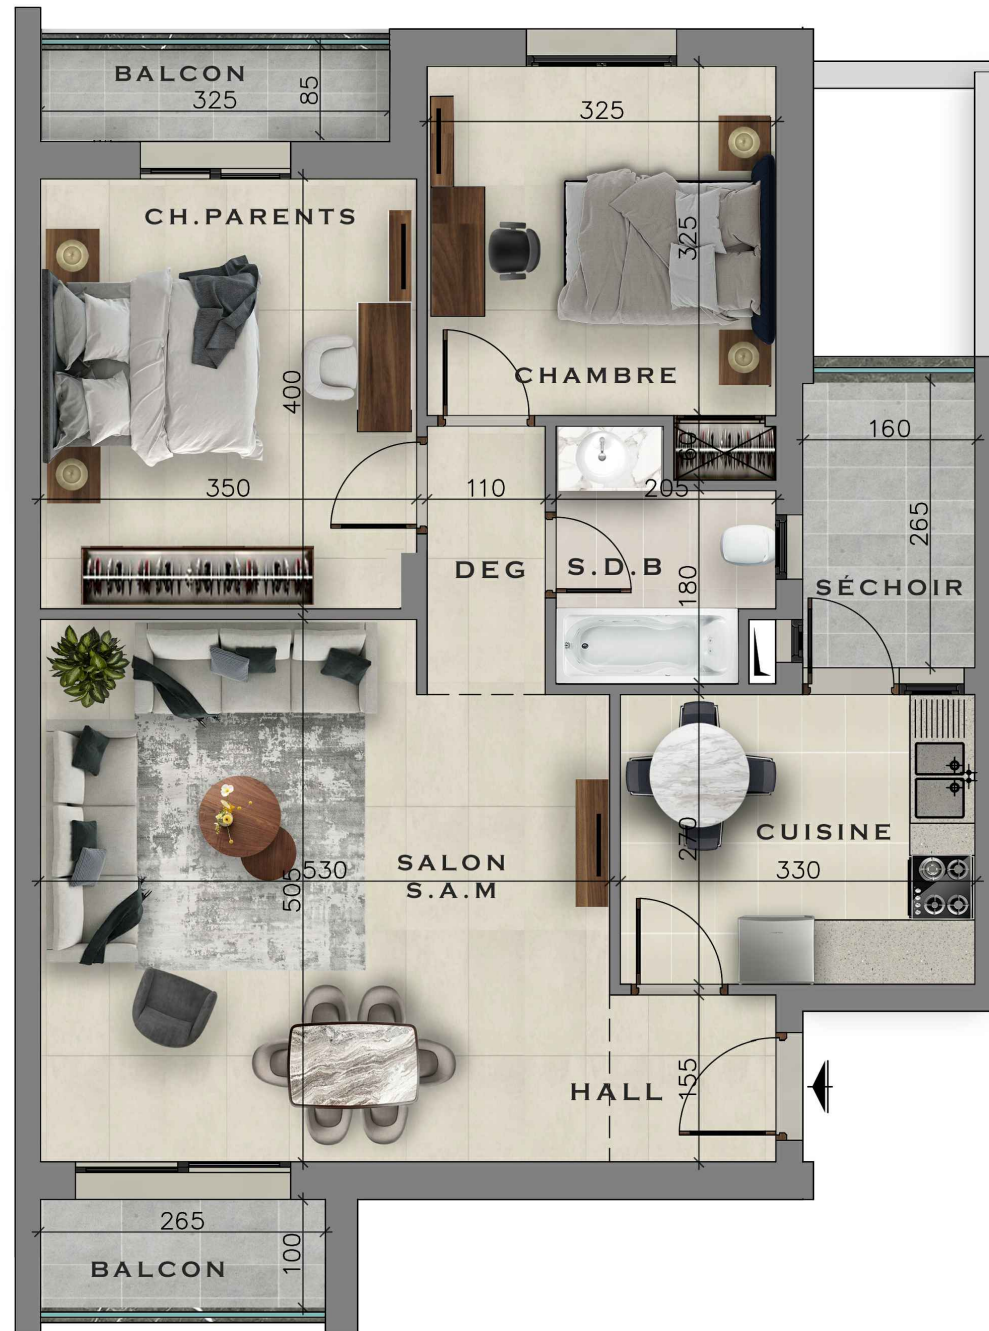 BALCON
325
85
325
CH.PARENTS
325
400
CHAMBRE
160
350
110
205
60
265
DEG
S.D.B
180
SÉCHOIR
CUISINE
270
330
SALON
S.A.M
530
505
HALL
155
265
100
BALCON